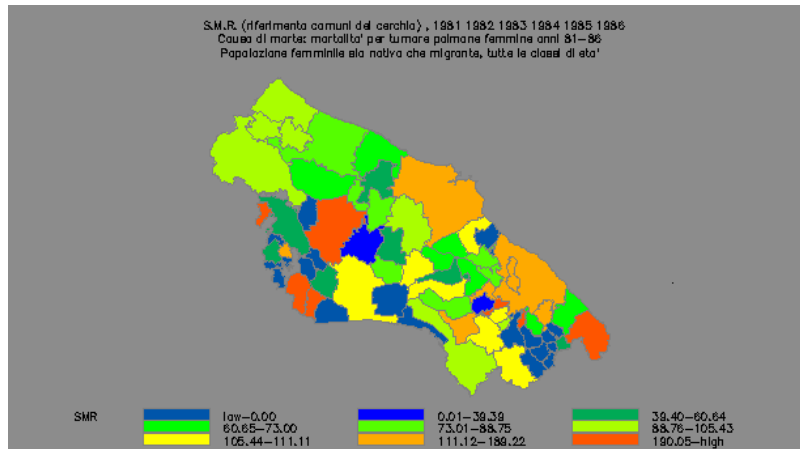 S.M.R. (riferimento comuni del cerchio) , 1981 1982 1983 1984 1985 1986
Causa di morte: mortalita' per tumore polmone femmine anni 81-86
Popolazione femminile sia nativa che migrante, tutte le classi di eta'
SMR low-0.00 0.01-39.39 39.40-60.64
60.65-73.00 73.01-88.75 88.76-105.43
105.44-111.11 111.12-189.22 190.05-high